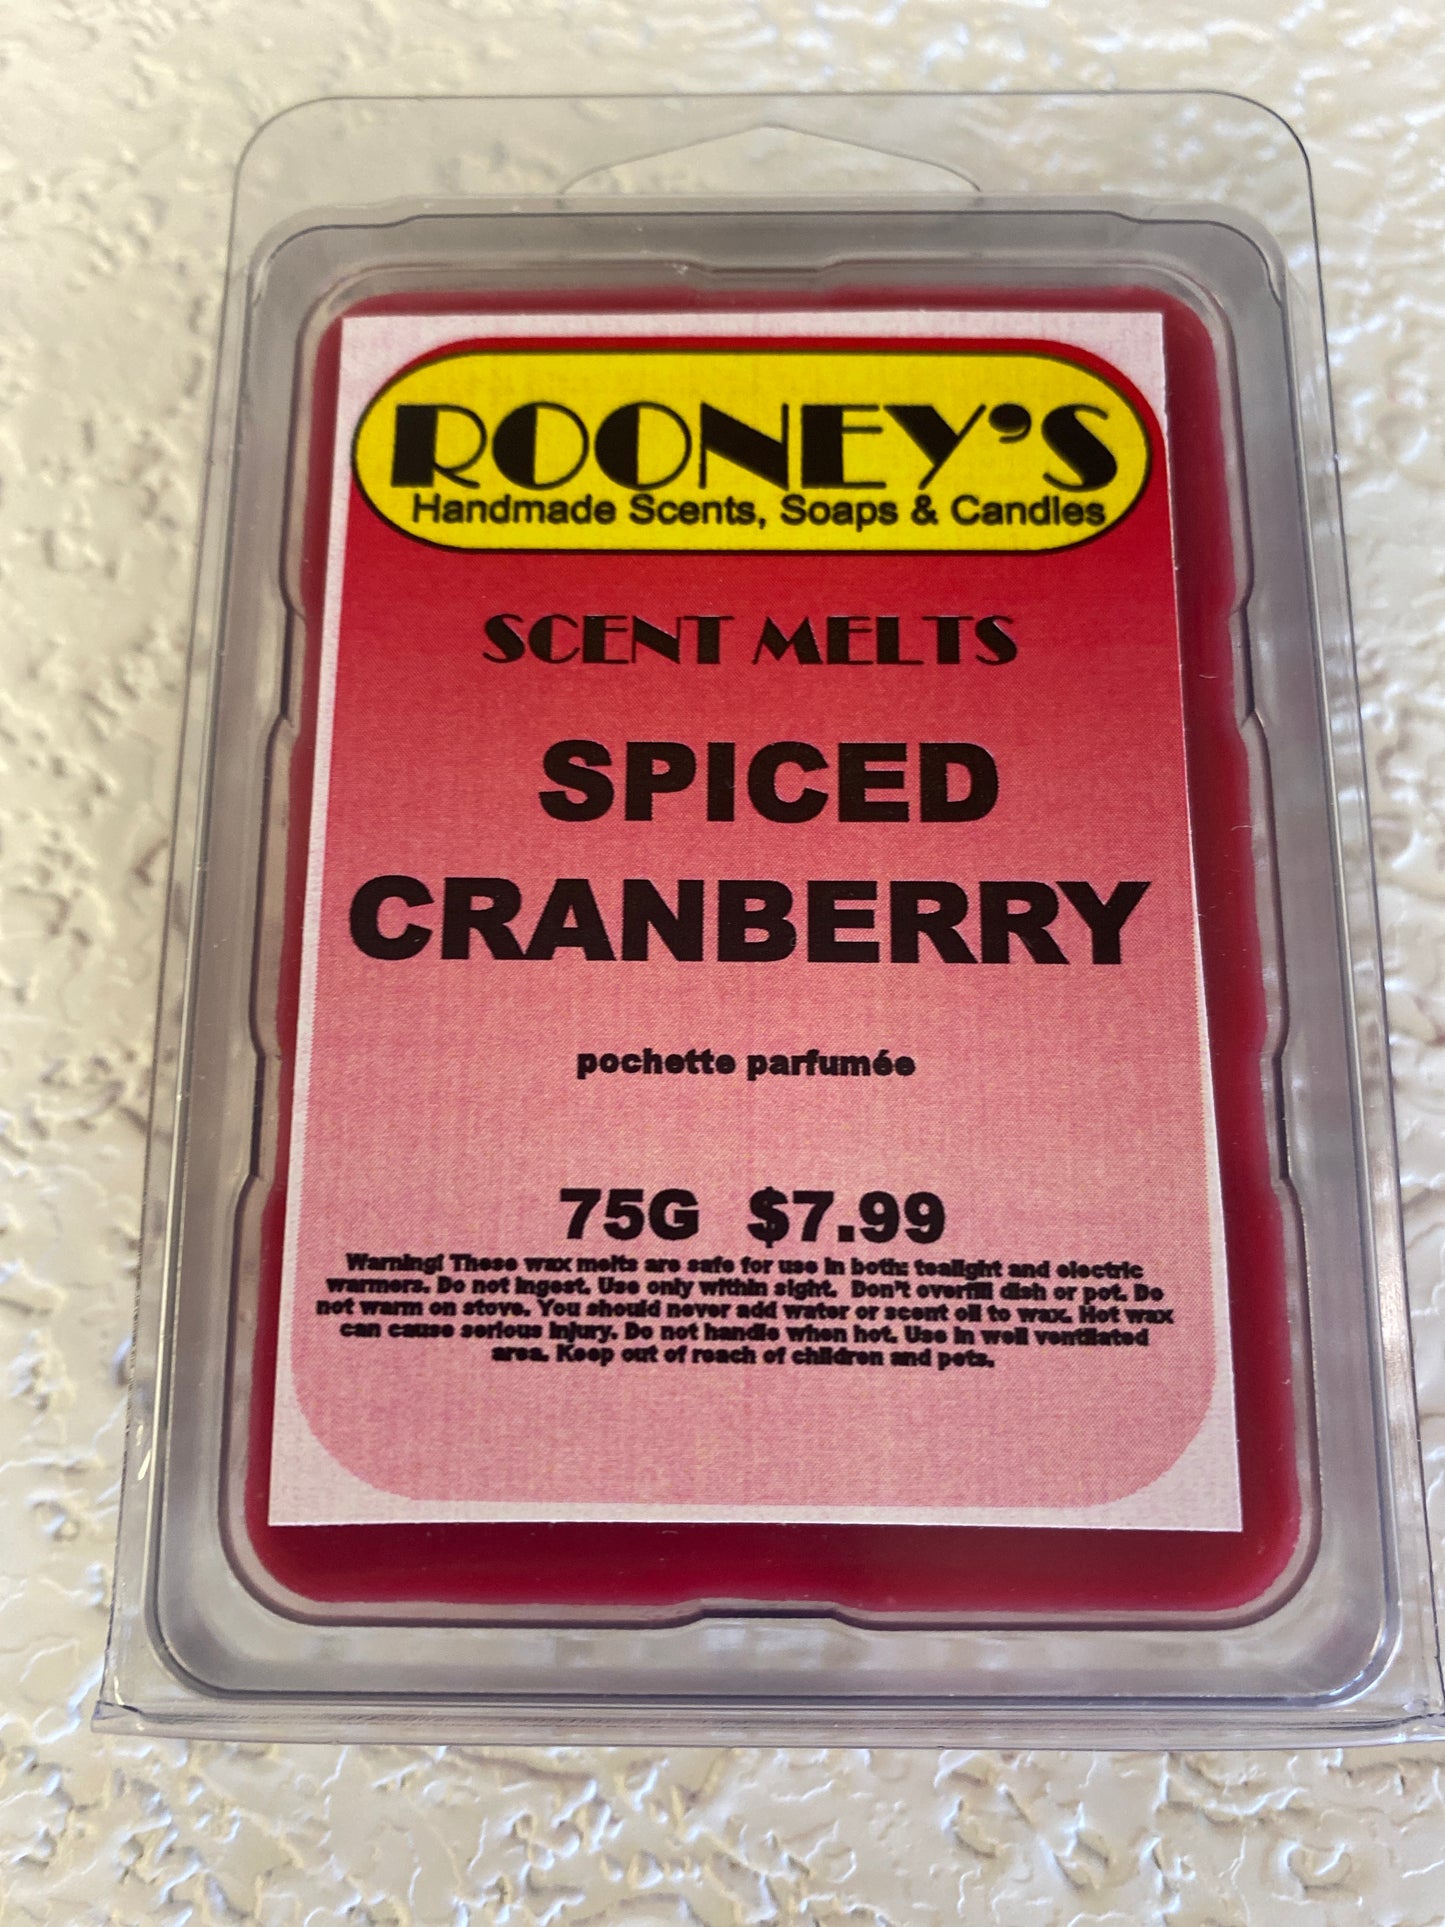 ROONEY'S
Handmade Scents, Soaps & Candles
SCENT MELTS
SPICED
CRANBERRY
pochette parfumée
75G $7.99
Warning! These wax melts are safe for use in both: tealight and electric
warmers. Do not ingest. Use only within sight. Don't overfill dish or pot. Do
not warm on stove. You should never add water or scent oil to wax. Hot wax
can cause serious injury. Do not handle when hot. Use in well ventilated
area. Keep out of reach of children and pets.